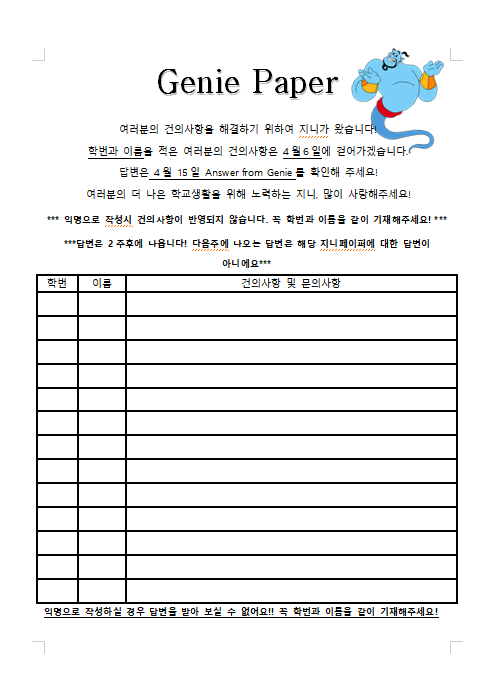 Genie Paper
여러분의 건의사항을 해결하기 위하여 지니가 왔습니다!
학번과 이름을 적은 여러분의 건의사항은 4월6일에 걷어가겠습니다.
답변은 4월 15일 Answer from Genie를 확인해 주세요!
여러분의 더 나은 학교생활을 위해 노력하는 지니, 많이 사랑해주세요!
*** 익명으로 작성시 건의사항이 반영되지 않습니다. 꼭 학번과 이름을 같이 기재해주세요! ***
***답변은 2주후에 나옵니다! 다음주에 나오는 답변은 해당 지니페이퍼에 대한 답변이
아니에요***
학번 이름 건의사항 및 문의사항
익명으로 작성하실 경우 답변을 받아 보실 수 없어요!! 꼭 학번과 이름을 같이 기재해주세요!